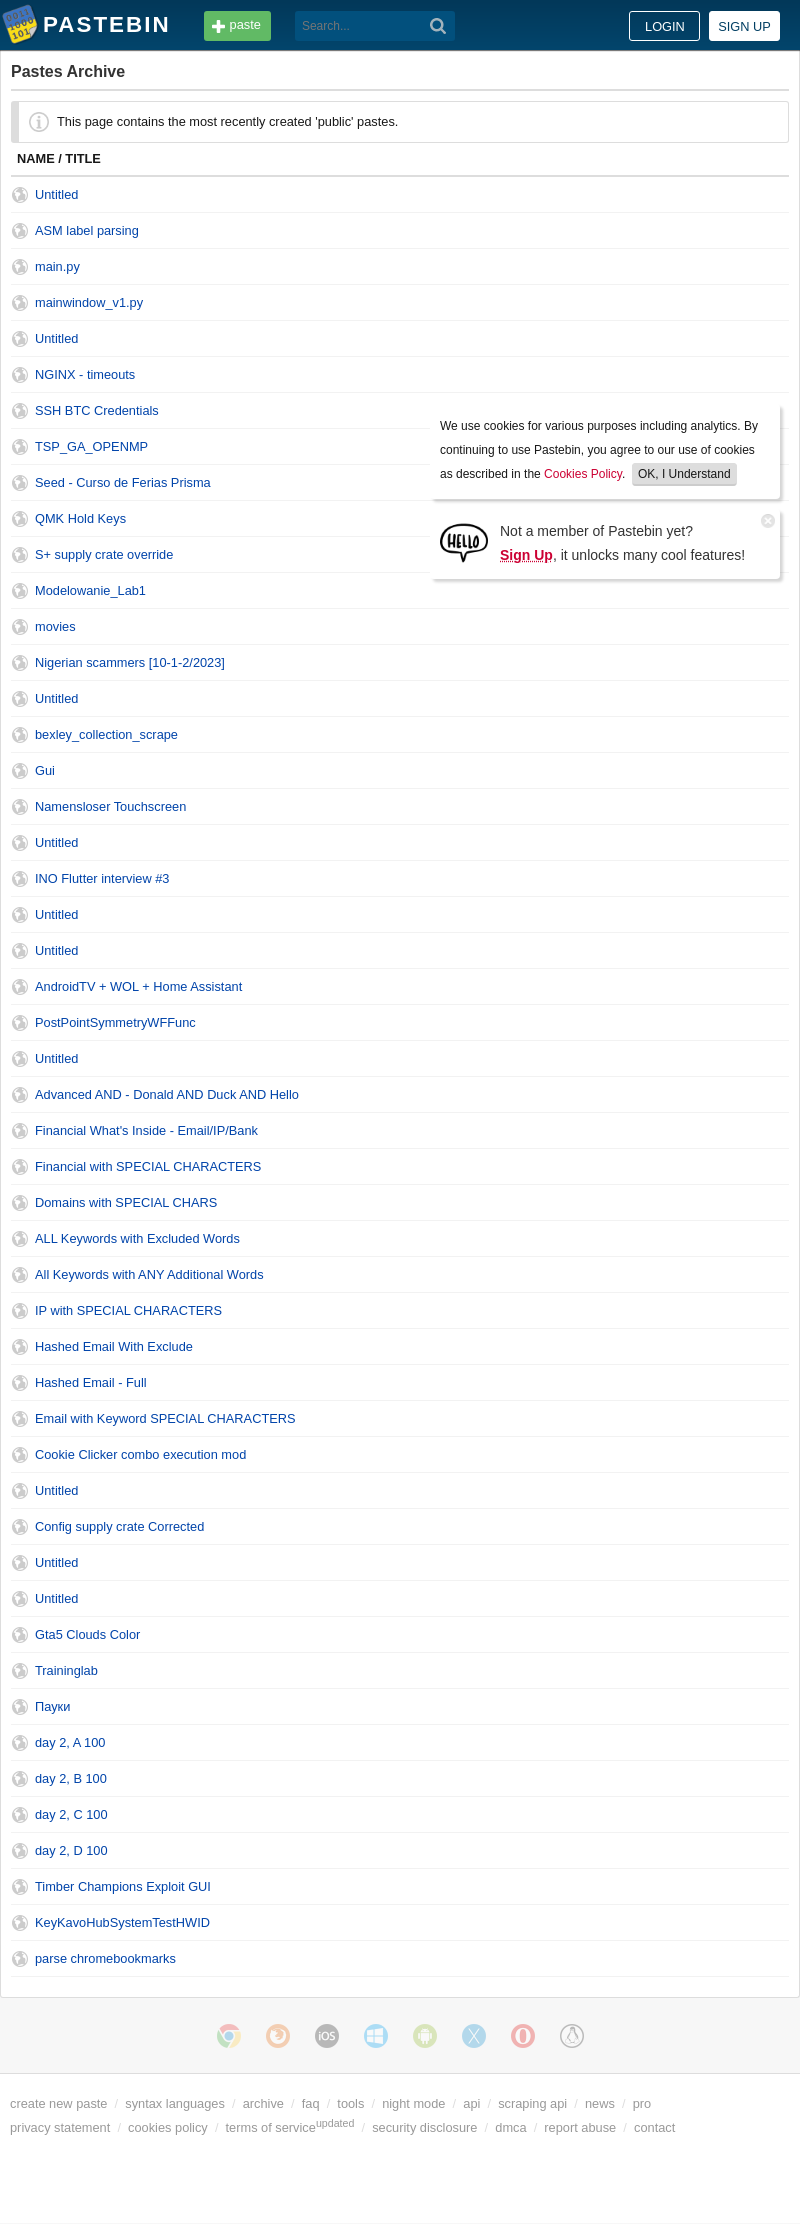 PASTEBIN
paste
Search...
LOGIN
SIGN UP
Pastes Archive
This page contains the most recently created 'public' pastes.
NAME / TITLE
Untitled
ASM label parsing
main.py
mainwindow_v1.py
Untitled
NGINX - timeouts
SSH BTC Credentials
TSP_GA_OPENMP
Seed - Curso de Ferias Prisma
QMK Hold Keys
S+ supply crate override
Modelowanie_Lab1
movies
Nigerian scammers [10-1-2/2023]
Untitled
bexley_collection_scrape
Gui
Namensloser Touchscreen
Untitled
INO Flutter interview #3
Untitled
Untitled
AndroidTV + WOL + Home Assistant
PostPointSymmetryWFFunc
Untitled
Advanced AND - Donald AND Duck AND Hello
Financial What's Inside - Email/IP/Bank
Financial with SPECIAL CHARACTERS
Domains with SPECIAL CHARS
ALL Keywords with Excluded Words
All Keywords with ANY Additional Words
IP with SPECIAL CHARACTERS
Hashed Email With Exclude
Hashed Email - Full
Email with Keyword SPECIAL CHARACTERS
Cookie Clicker combo execution mod
Untitled
Config supply crate Corrected
Untitled
Untitled
Gta5 Clouds Color
Traininglab
Пауки
day 2, A 100
day 2, B 100
day 2, C 100
day 2, D 100
Timber Champions Exploit GUI
KeyKavoHubSystemTestHWID
parse chromebookmarks
We use cookies for various purposes including analytics. By
continuing to use Pastebin, you agree to our use of cookies
as described in the Cookies Policy. OK, I Understand
HELLO
Not a member of Pastebin yet?
Sign Up, it unlocks many cool features!
iOS
create new paste / syntax languages / archive / faq / tools / night mode / api / scraping api / news / pro
privacy statement / cookies policy / terms of service updated / security disclosure / dmca / report abuse / contact